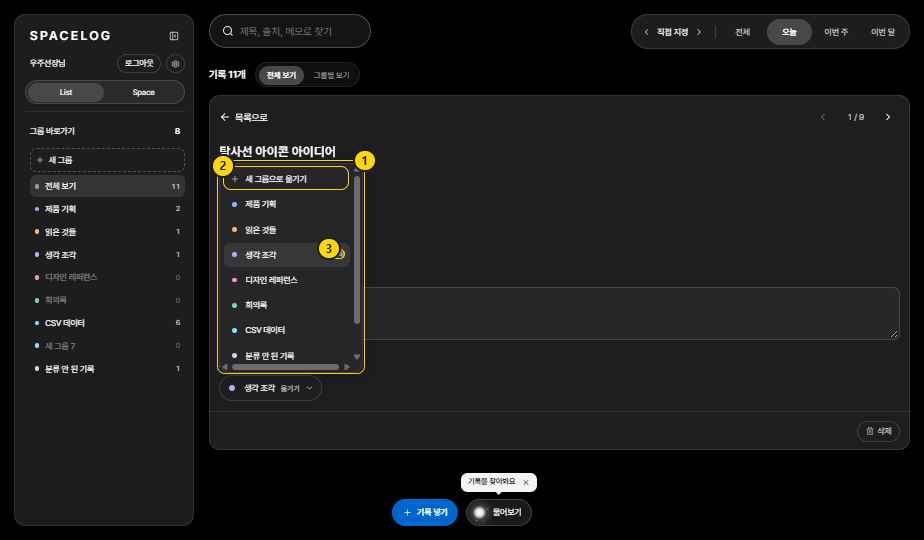 SPACELOG
우주선장님
로그아웃
List
Space
그룹 바로가기
8
+ 새 그룹
전체 보기 11
제품 기획 2
읽은 것들 1
생각 조각 1
디자인 레퍼런스 0
회의록 0
CSV 데이터 6
새 그룹 7 0
분류 안 된 기록 1
제목, 출처, 메모로 찾기
직접 지정
전체
오늘
이번 주
이번 달
기록 11개
전체 보기
그룹별 보기
목록으로
1 / 9
탐사선 아이콘 아이디어
1
2
+ 새 그룹으로 옮기기
제품 기획
읽은 것들
3
생각 조각
디자인 레퍼런스
회의록
CSV 데이터
분류 안 된 기록
생각 조각 옮기기
삭제
기록을 찾아봐요 ×
+ 기록 넣기
물어보기